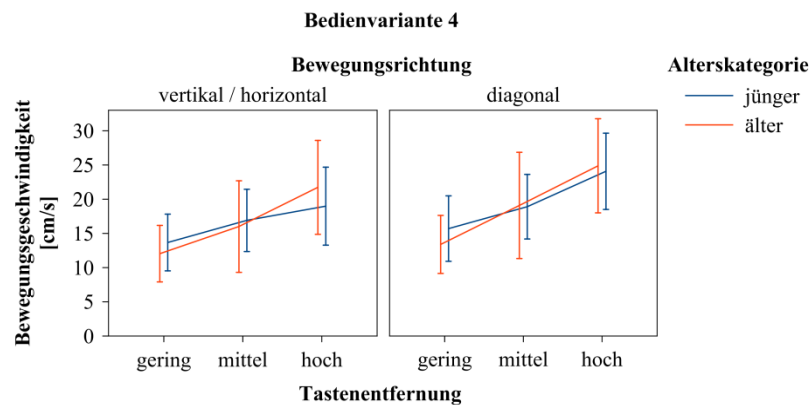 Bedienvariante 4
Bewegungsrichtung
Alterskategorie
vertikal / horizontal
diagonal
jünger
älter
Bewegungsgeschwindigkeit
[cm/s]
30
25
20
15
10
5
0
gering mittel hoch
gering mittel hoch
Tastenentfernung